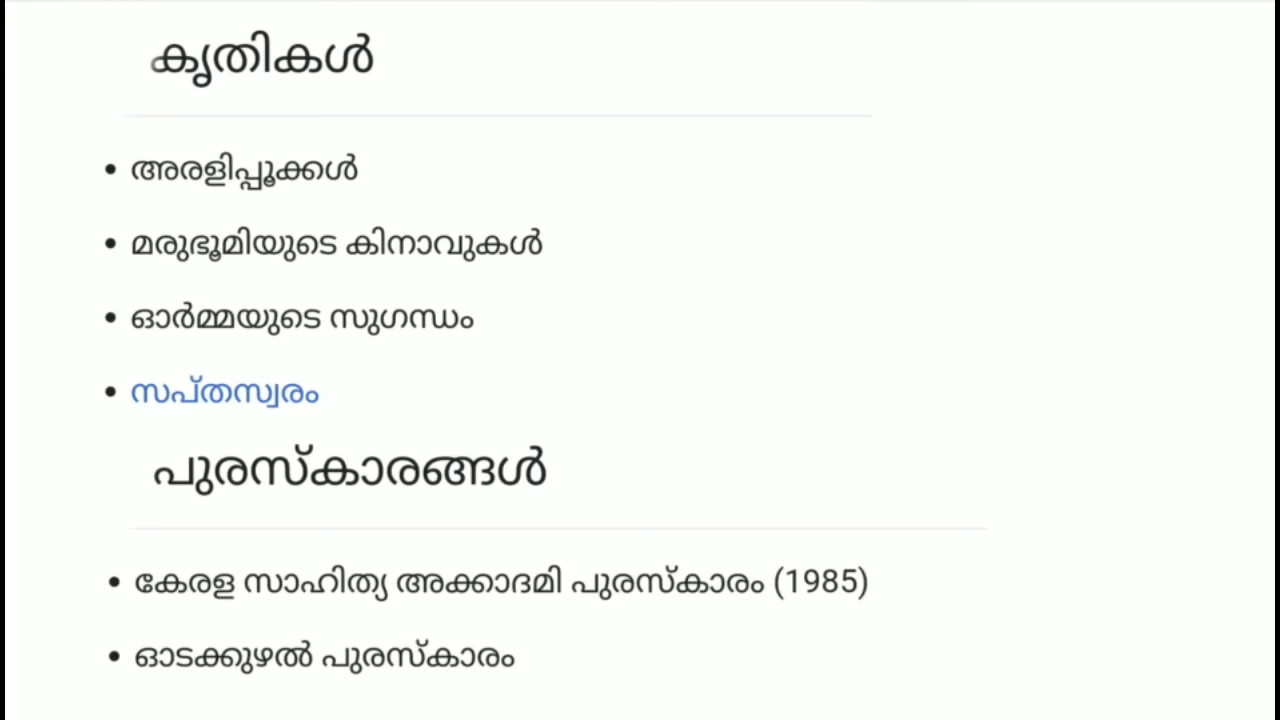 കൃതികൾ
• അരളിപ്പൂക്കൾ
• മരുഭൂമിയുടെ കിനാവുകൾ
• ഓർമ്മയുടെ സുഗന്ധം
• സപ്തസ്വരം
പുരസ്കാരങ്ങൾ
• കേരള സാഹിത്യ അക്കാദമി പുരസ്കാരം (1985)
• ഓടക്കുഴൽ പുരസ്കാരം